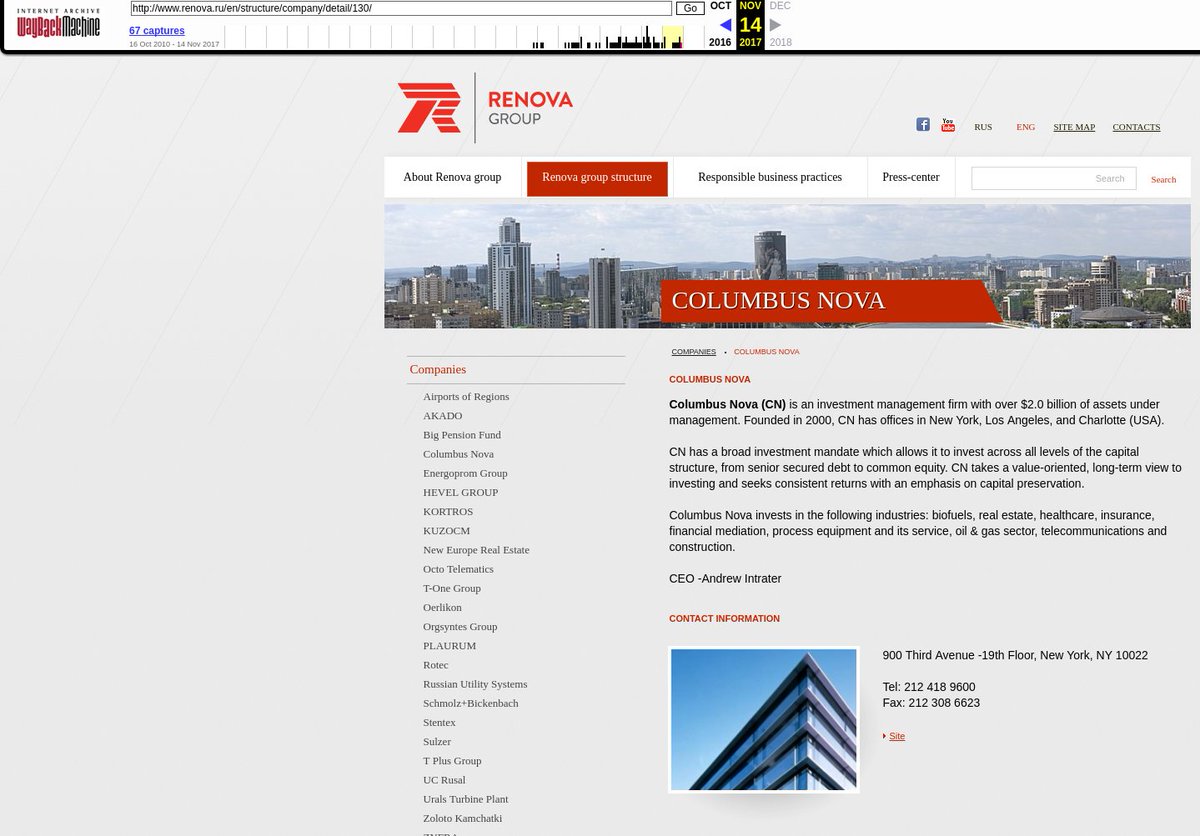 INTERNET ARCHIVE
WayBackMachine
http://www.renova.ru/en/structure/company/detail/130/
Go
OCT NOV DEC
67 captures
14
16 Oct 2010 - 14 Nov 2017
2016 2017 2018
RENOVA
GROUP
You
Tube
RUS ENG SITE MAP CONTACTS
About Renova group Renova group structure Responsible business practices Press-center Search Search
COLUMBUS NOVA
COMPANIES • COLUMBUS NOVA
Companies
Airports of Regions
AKADO
Big Pension Fund
Columbus Nova
Energoprom Group
HEVEL GROUP
KORTROS
KUZOCM
New Europe Real Estate
Octo Telematics
T-One Group
Oerlikon
Orgsyntes Group
PLAURUM
Rotec
Russian Utility Systems
Schmolz+Bickenbach
Stentex
Sulzer
T Plus Group
UC Rusal
Urals Turbine Plant
Zoloto Kamchatki
COLUMBUS NOVA
Columbus Nova (CN) is an investment management firm with over $2.0 billion of assets under
management. Founded in 2000, CN has offices in New York, Los Angeles, and Charlotte (USA).
CN has a broad investment mandate which allows it to invest across all levels of the capital
structure, from senior secured debt to common equity. CN takes a value-oriented, long-term view to
investing and seeks consistent returns with an emphasis on capital preservation.
Columbus Nova invests in the following industries: biofuels, real estate, healthcare, insurance,
financial mediation, process equipment and its service, oil & gas sector, telecommunications and
construction.
CEO -Andrew Intrater
CONTACT INFORMATION
900 Third Avenue -19th Floor, New York, NY 10022
Tel: 212 418 9600
Fax: 212 308 6623
Site